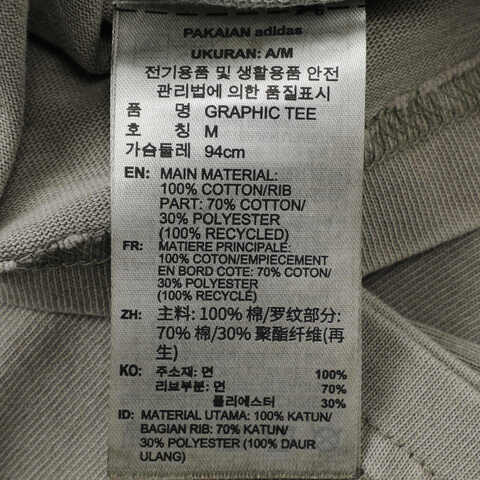 PAKAIAN adidas
UKURAN: A/M
전기용품 및 생활용품 안전
관리법에 의한 품질표시
품 명 GRAPHIC TEE
호 칭 M
가슴둘레 94cm
EN: MAIN MATERIAL:
100% COTTON/RIB
PART: 70% COTTON/
30% POLYESTER
(100% RECYCLED)
FR: MATIERE PRINCIPALE:
100% COTON/EMPIECEMENT
EN BORD COTE: 70% COTON/
30% POLYESTER
(100% RECYCLE)
ZH: 主料: 100% 棉/罗纹部分:
70% 棉/30% 聚酯纤维(再
生)
KO: 주소재: 면 100%
리브부분: 면 70%
폴리에스터 30%
ID: MATERIAL UTAMA: 100% KATUN/
BAGIAN RIB: 70% KATUN/
30% POLYESTER (100% DAUR
ULANG)